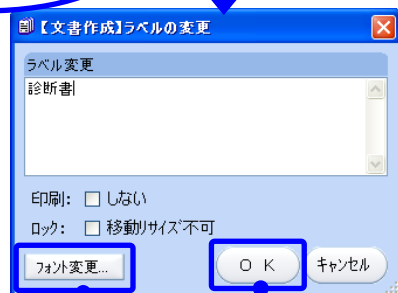 【文書作成】ラベルの変更
ラベル変更
診断書
印刷: しない
ロック: 移動リサイズ不可
フォント変更...
ＯＫ
キャンセル